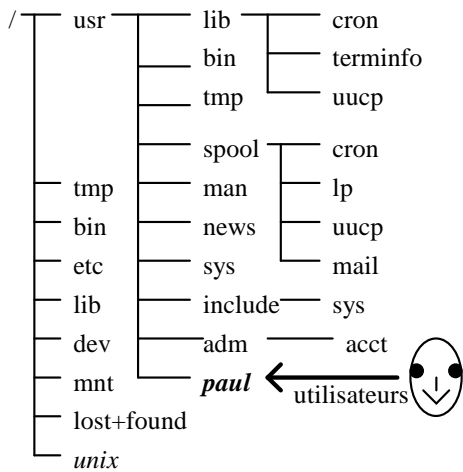 / usr lib cron
bin terminfo
tmp uucp
spool cron
tmp man lp
bin news uucp
etc sys mail
lib include sys
dev adm acct
mnt paul utilisateurs
lost+found
unix